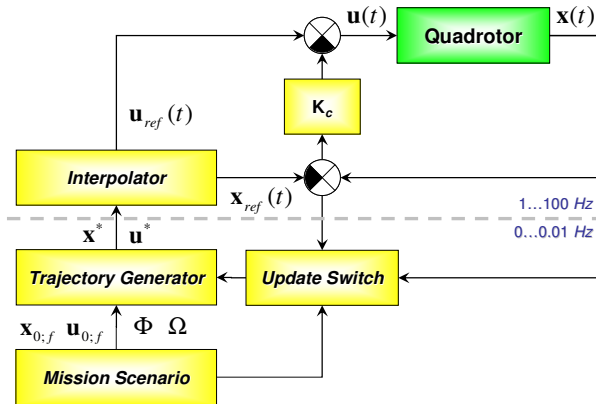 u(t)
Quadrotor
x(t)
K_c
u_ref(t)
Interpolator
x_ref(t)
1...100 Hz
0...0.01 Hz
x* u*
Trajectory Generator
Update Switch
x_0;f u_0;f Φ Ω
Mission Scenario